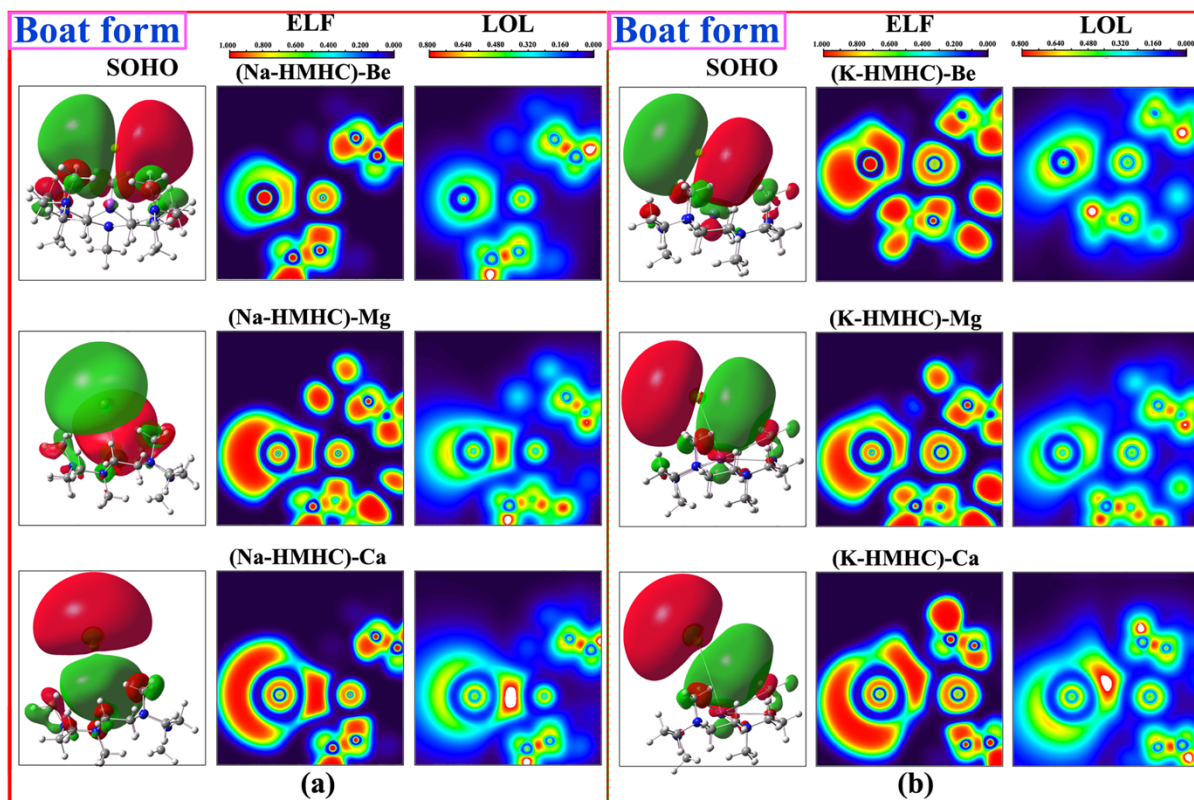 Boat form
ELF
LOL
1.000 0.800 0.600 0.400 0.200 0.000
0.800 0.640 0.480 0.320 0.160 0.000
SOHO
(Na-HMHC)-Be
(Na-HMHC)-Mg
(Na-HMHC)-Ca
(a)
Boat form
ELF
LOL
1.000 0.800 0.600 0.400 0.200 0.000
0.800 0.640 0.480 0.320 0.160 0.000
SOHO
(K-HMHC)-Be
(K-HMHC)-Mg
(K-HMHC)-Ca
(b)